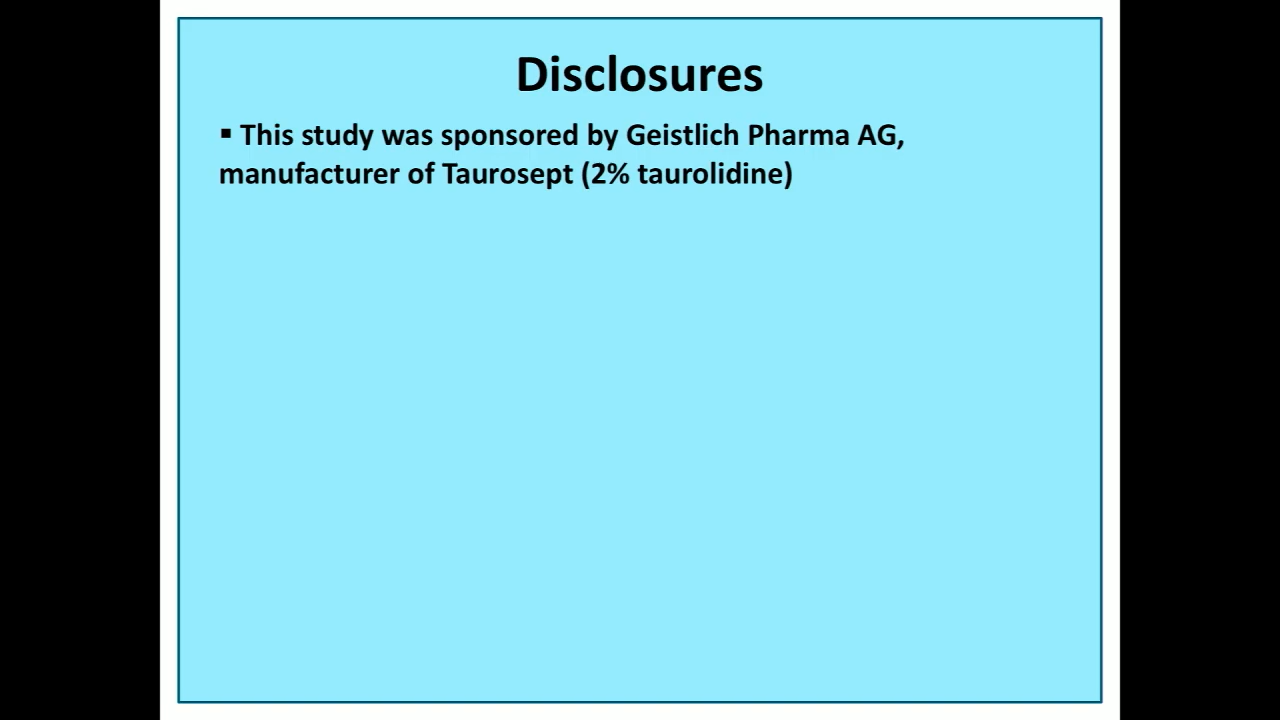 Disclosures
▪ This study was sponsored by Geistlich Pharma AG,
manufacturer of Taurosept (2% taurolidine)